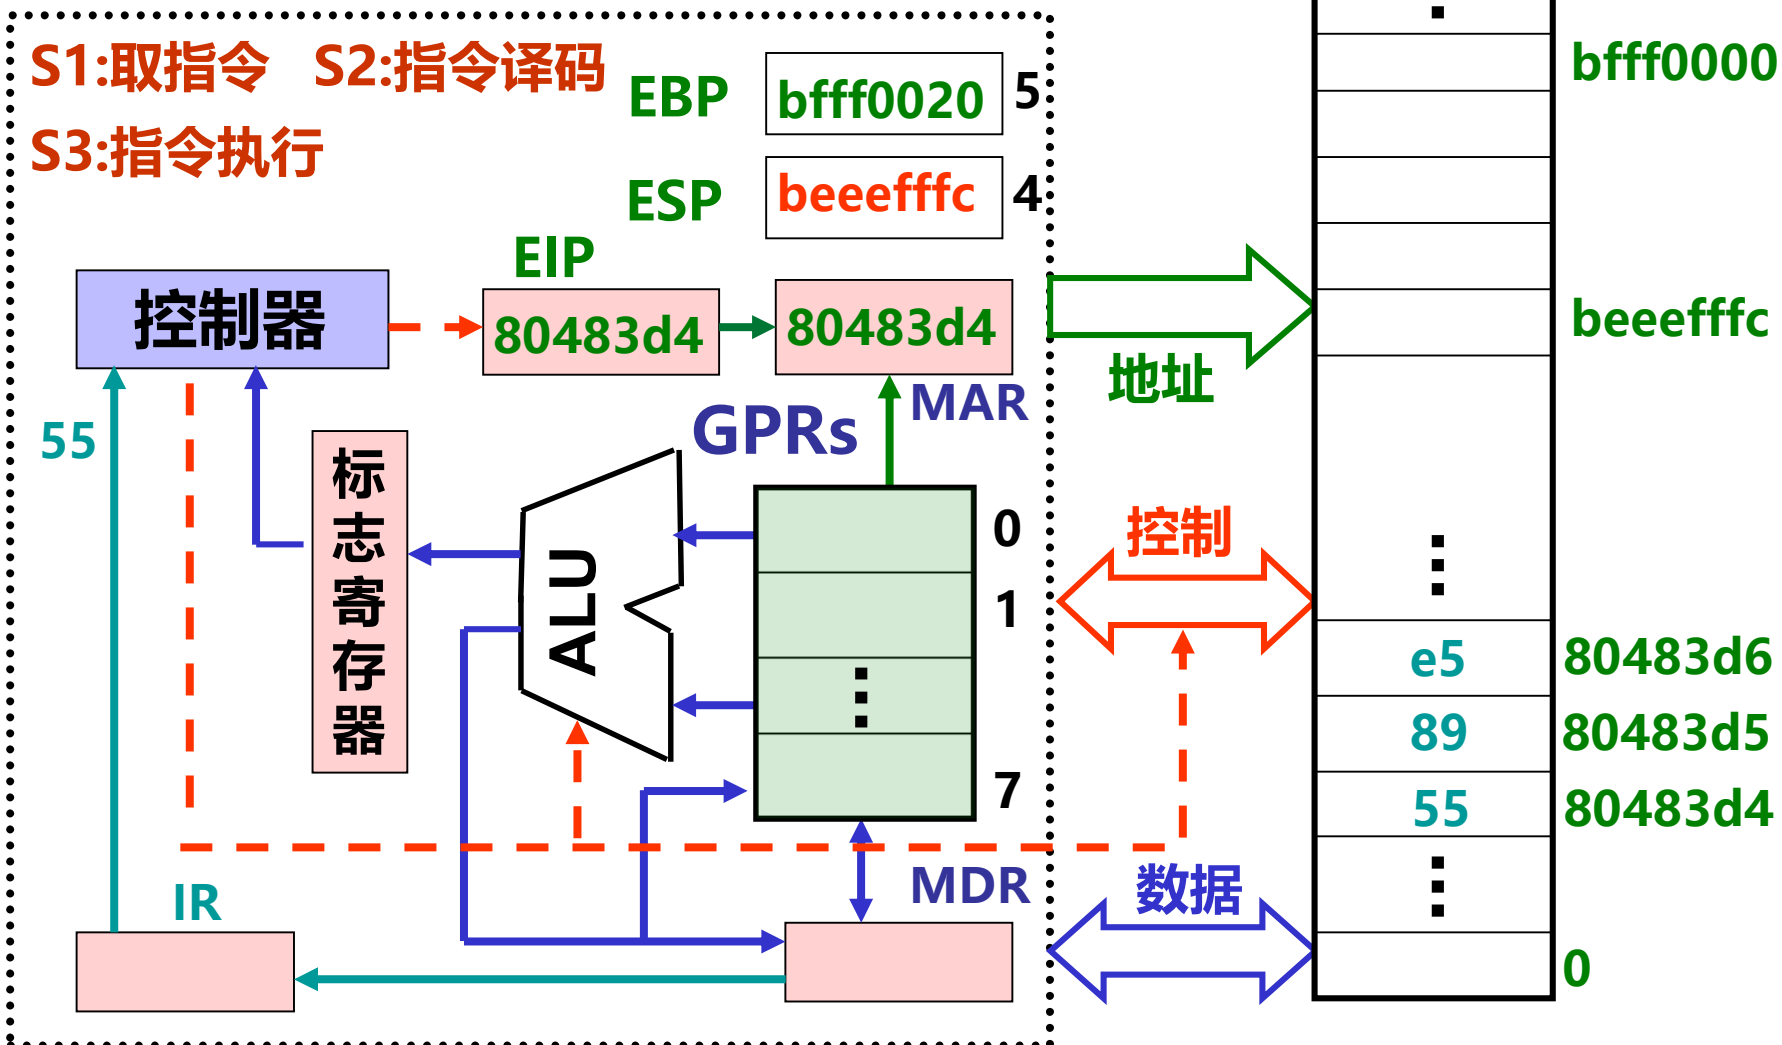 S1:取指令 S2:指令译码
S3:指令执行
EBP bfff0020 5
ESP beeefffc 4
EIP
控制器
80483d4
80483d4
MAR
55
GPRs
标志寄存器
ALU
0
1
7
IR
MDR
地址
控制
数据
bfff0000
beeefffc
e5 80483d6
89 80483d5
55 80483d4
0